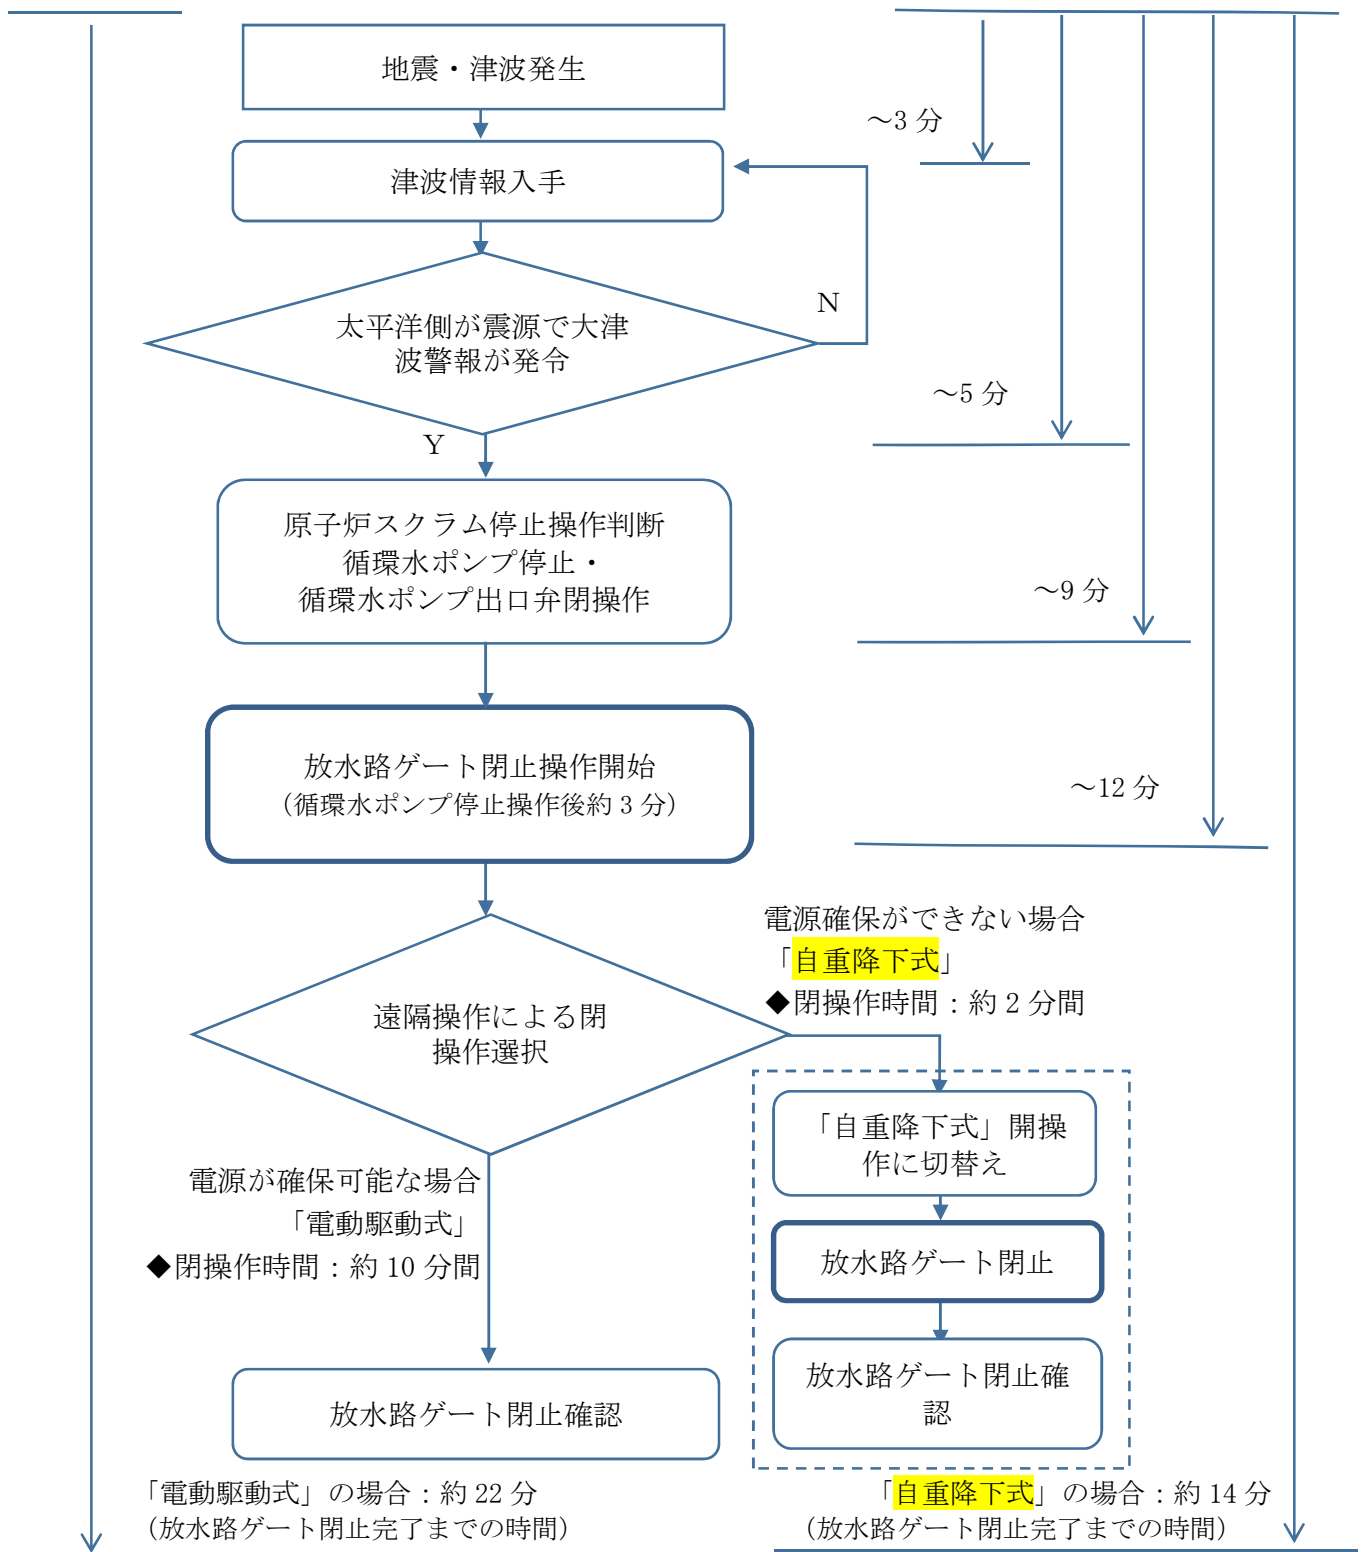 地震・津波発生
～3 分
津波情報入手
N
太平洋側が震源で大津
波警報が発令
～5 分
Y
原子炉スクラム停止操作判断
循環水ポンプ停止・
循環水ポンプ出口弁閉操作
～9 分
放水路ゲート閉止操作開始
（循環水ポンプ停止操作後約 3 分）
～12 分
電源確保ができない場合
「自重降下式」
◆閉操作時間：約 2 分間
遠隔操作による閉
操作選択
「自重降下式」開操
作に切替え
電源が確保可能な場合
「電動駆動式」
◆閉操作時間：約 10 分間
放水路ゲート閉止
放水路ゲート閉止確
認
放水路ゲート閉止確認
「電動駆動式」の場合：約 22 分
（放水路ゲート閉止完了までの時間）
「自重降下式」の場合：約 14 分
（放水路ゲート閉止完了までの時間）